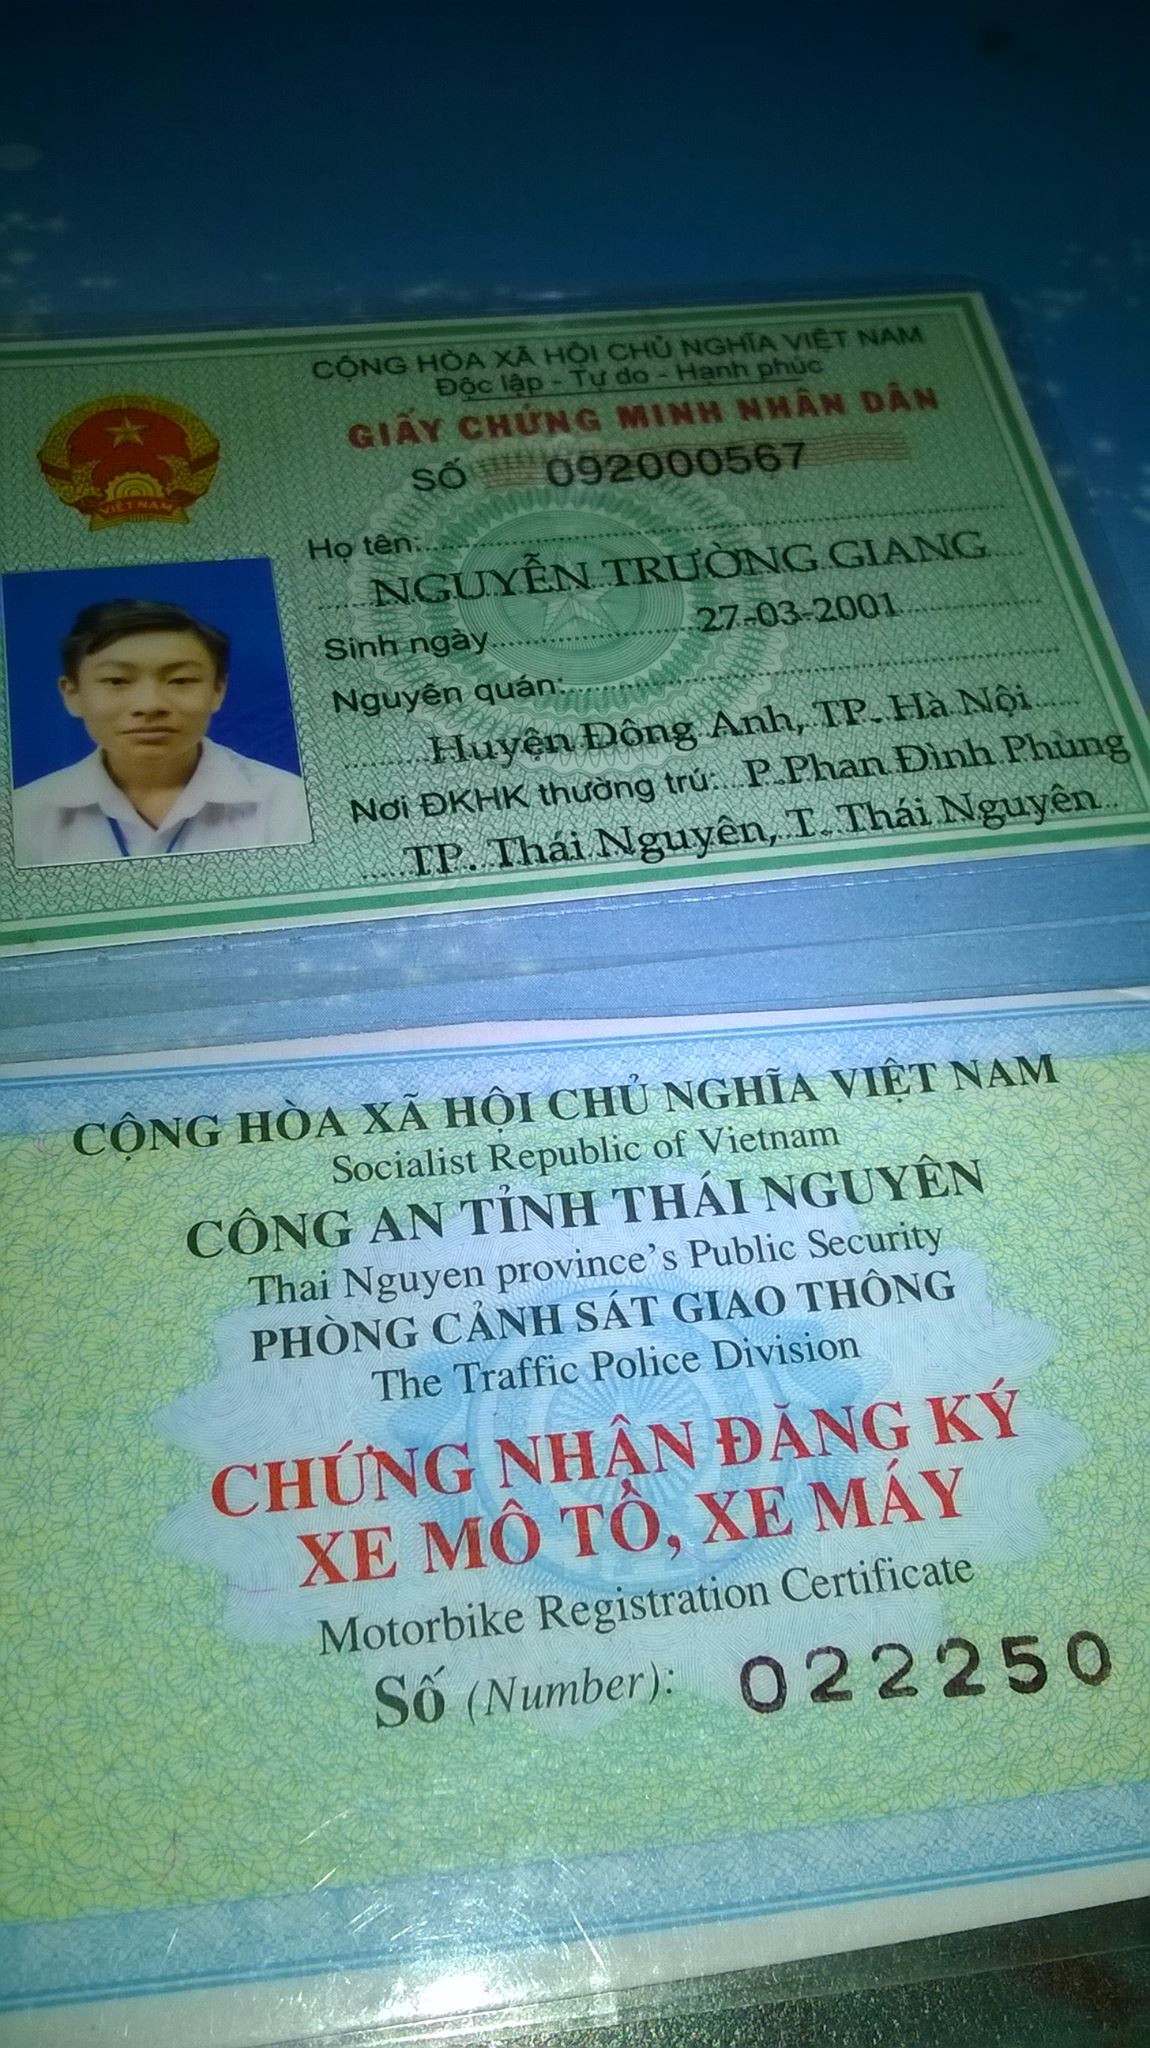 CỘNG HÒA XÃ HỘI CHỦ NGHĨA VIỆT NAM
Độc lập - Tự do - Hạnh phúc
GIẤY CHỨNG MINH NHÂN DÂN
SỐ 092000567
VIỆT NAM
Họ tên:
NGUYỄN TRƯỜNG GIANG
Sinh ngày 27-03-2001
Nguyên quán:
Huyện Đông Anh, TP. Hà Nội
Nơi ĐKHK thường trú: P. Phan Đình Phùng
TP. Thái Nguyên, T. Thái Nguyên
CỘNG HÒA XÃ HỘI CHỦ NGHĨA VIỆT NAM
Socialist Republic of Vietnam
CÔNG AN TỈNH THÁI NGUYÊN
Thai Nguyen province's Public Security
PHÒNG CẢNH SÁT GIAO THÔNG
The Traffic Police Division
CHỨNG NHẬN ĐĂNG KÝ
XE MÔ TÔ, XE MÁY
Motorbike Registration Certificate
Số (Number): 022250